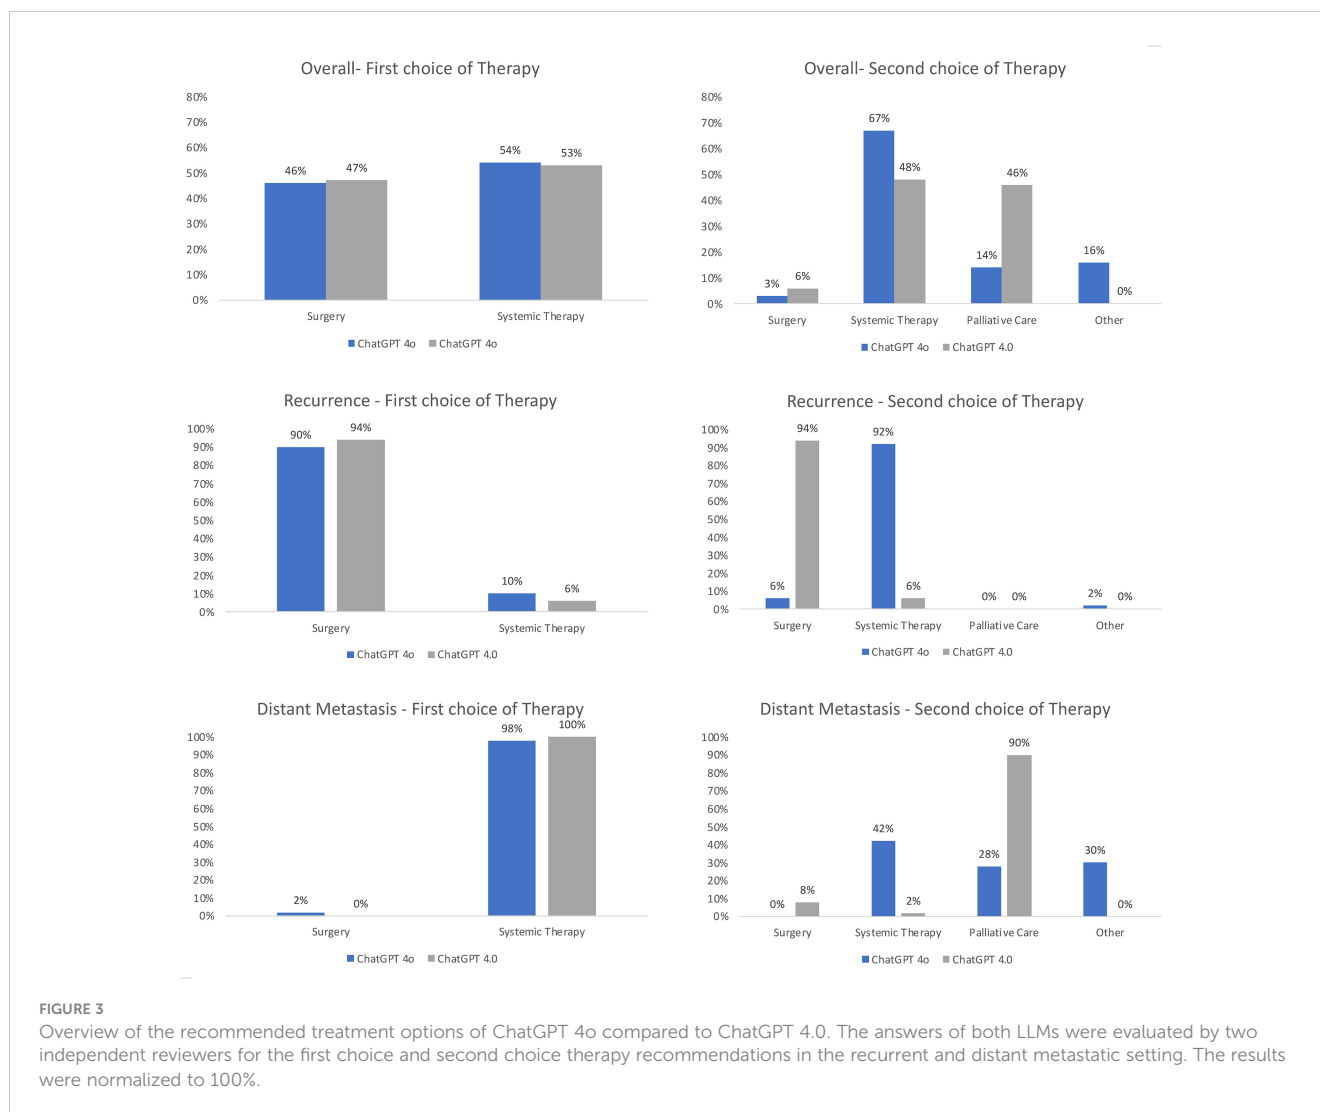 Overall- First choice of Therapy
80%
70%
60%
50%
40%
30%
20%
10%
0%
46%
47%
54%
53%
Surgery
Systemic Therapy
ChatGPT 4o
ChatGPT 4o
Overall- Second choice of Therapy
80%
70%
60%
50%
40%
30%
20%
10%
0%
3%
6%
67%
48%
14%
46%
16%
0%
Surgery
Systemic Therapy
Palliative Care
Other
ChatGPT 4o
ChatGPT 4.0
Recurrence - First choice of Therapy
100%
90%
80%
70%
60%
50%
40%
30%
20%
10%
0%
90%
94%
10%
6%
Surgery
Systemic Therapy
ChatGPT 4o
ChatGPT 4.0
Recurrence - Second choice of Therapy
100%
90%
80%
70%
60%
50%
40%
30%
20%
10%
0%
6%
94%
92%
6%
0%
0%
2%
0%
Surgery
Systemic Therapy
Palliative Care
Other
ChatGPT 4o
ChatGPT 4.0
Distant Metastasis - First choice of Therapy
100%
90%
80%
70%
60%
50%
40%
30%
20%
10%
0%
2%
0%
98%
100%
Surgery
Systemic Therapy
ChatGPT 4o
ChatGPT 4.0
Distant Metastasis - Second choice of Therapy
100%
90%
80%
70%
60%
50%
40%
30%
20%
10%
0%
0%
8%
42%
2%
28%
90%
30%
0%
Surgery
Systemic Therapy
Palliative Care
Other
ChatGPT 4o
ChatGPT 4.0
FIGURE 3
Overview of the recommended treatment options of ChatGPT 4o compared to ChatGPT 4.0. The answers of both LLMs were evaluated by two
independent reviewers for the first choice and second choice therapy recommendations in the recurrent and distant metastatic setting. The results
were normalized to 100%.